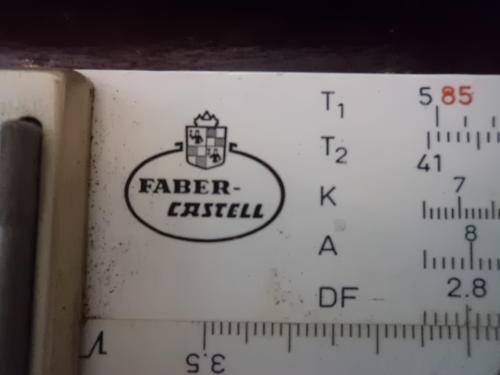 T1 5 85
T2 41
FABER-
CASTELL
K 7
A 8
DF 2.8
3.5